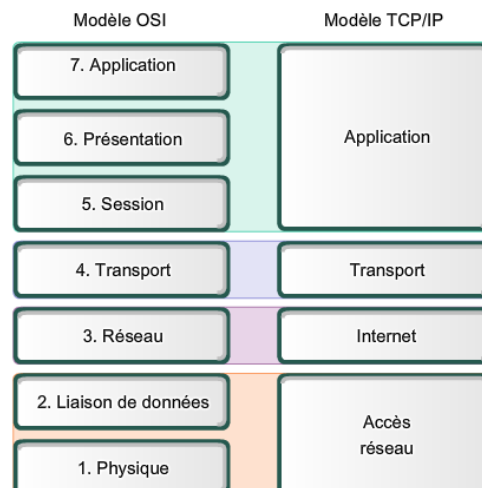 Modèle OSI
Modèle TCP/IP
7. Application
6. Présentation
5. Session
Application
4. Transport
Transport
3. Réseau
Internet
2. Liaison de données
1. Physique
Accès
réseau